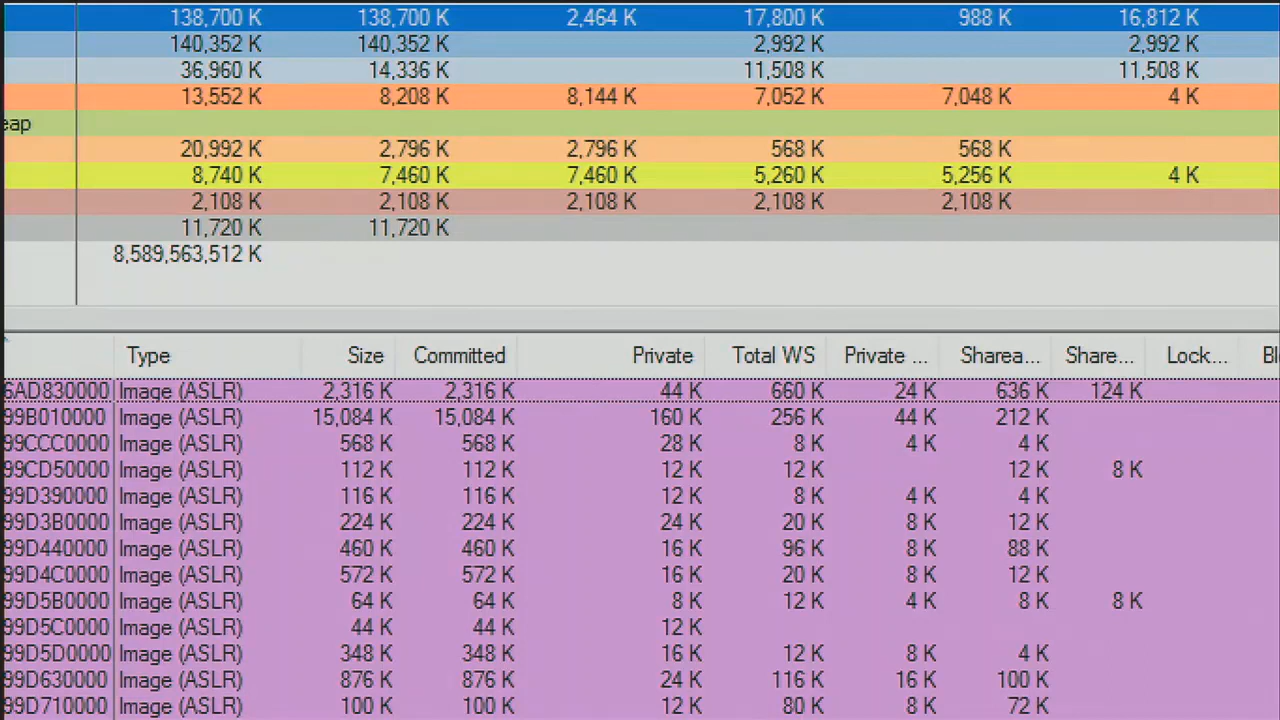 138,700 K 138,700 K 2,464 K 17,800 K 988 K 16,812 K
140,352 K 140,352 K 2,992 K 2,992 K
36,960 K 14,336 K 11,508 K 11,508 K
13,552 K 8,208 K 8,144 K 7,052 K 7,048 K 4 K
eap
20,992 K 2,796 K 2,796 K 568 K 568 K
8,740 K 7,460 K 7,460 K 5,260 K 5,256 K 4 K
2,108 K 2,108 K 2,108 K 2,108 K 2,108 K
11,720 K 11,720 K
8,589,563,512 K
Type Size Committed Private Total WS Private ... Sharea... Share... Lock... Bl
6AD830000 Image (ASLR) 2,316 K 2,316 K 44 K 660 K 24 K 636 K 124 K
99B010000 Image (ASLR) 15,084 K 15,084 K 160 K 256 K 44 K 212 K
99CCC0000 Image (ASLR) 568 K 568 K 28 K 8 K 4 K 4 K
99CD50000 Image (ASLR) 112 K 112 K 12 K 12 K 12 K 8 K
99D390000 Image (ASLR) 116 K 116 K 12 K 8 K 4 K 4 K
99D3B0000 Image (ASLR) 224 K 224 K 24 K 20 K 8 K 12 K
99D440000 Image (ASLR) 460 K 460 K 16 K 96 K 8 K 88 K
99D4C0000 Image (ASLR) 572 K 572 K 16 K 20 K 8 K 12 K
99D5B0000 Image (ASLR) 64 K 64 K 8 K 12 K 4 K 8 K 8 K
99D5C0000 Image (ASLR) 44 K 44 K 12 K
99D5D0000 Image (ASLR) 348 K 348 K 16 K 12 K 8 K 4 K
99D630000 Image (ASLR) 876 K 876 K 24 K 116 K 16 K 100 K
99D710000 Image (ASLR) 100 K 100 K 12 K 80 K 8 K 72 K